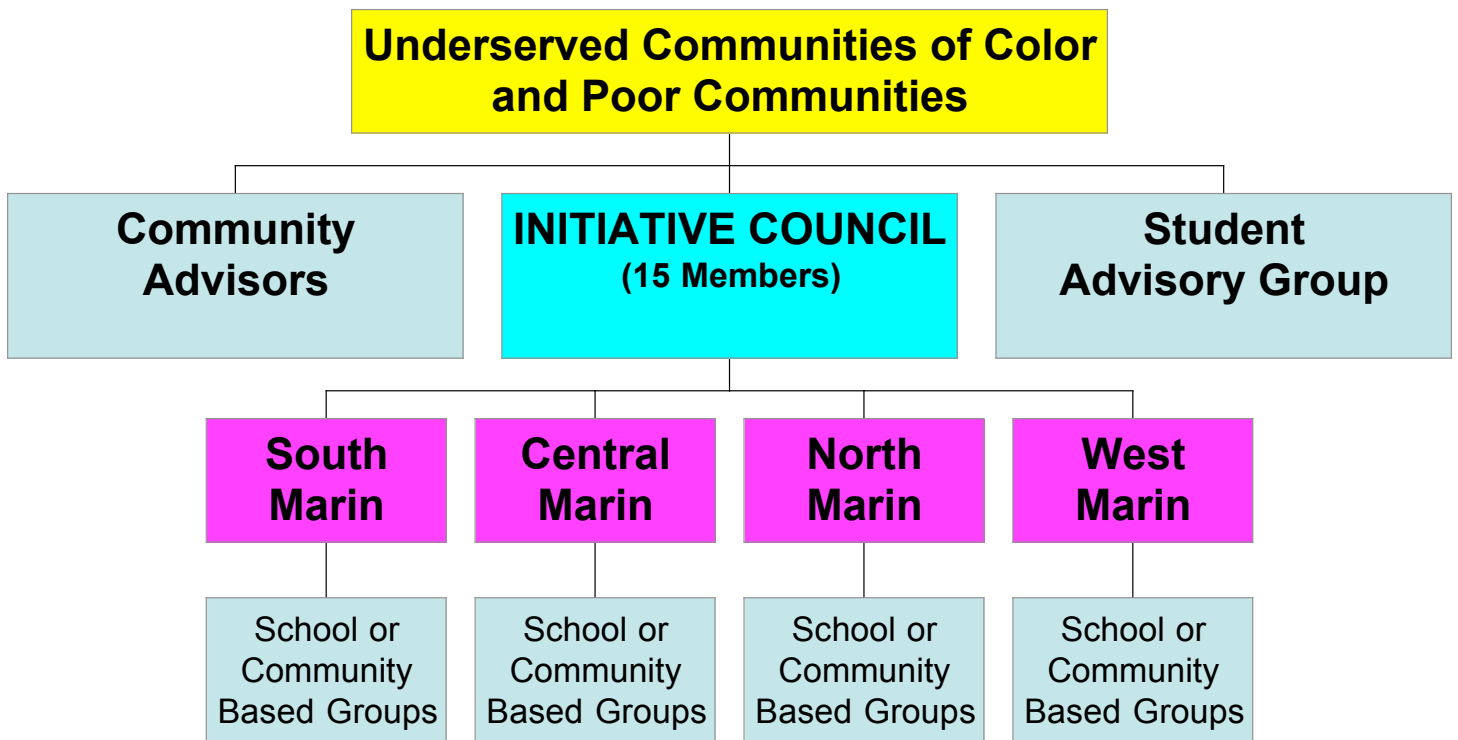 Underserved Communities of Color
and Poor Communities
Community
Advisors
INITIATIVE COUNCIL
(15 Members)
Student
Advisory Group
South
Marin
Central
Marin
North
Marin
West
Marin
School or
Community
Based Groups
School or
Community
Based Groups
School or
Community
Based Groups
School or
Community
Based Groups